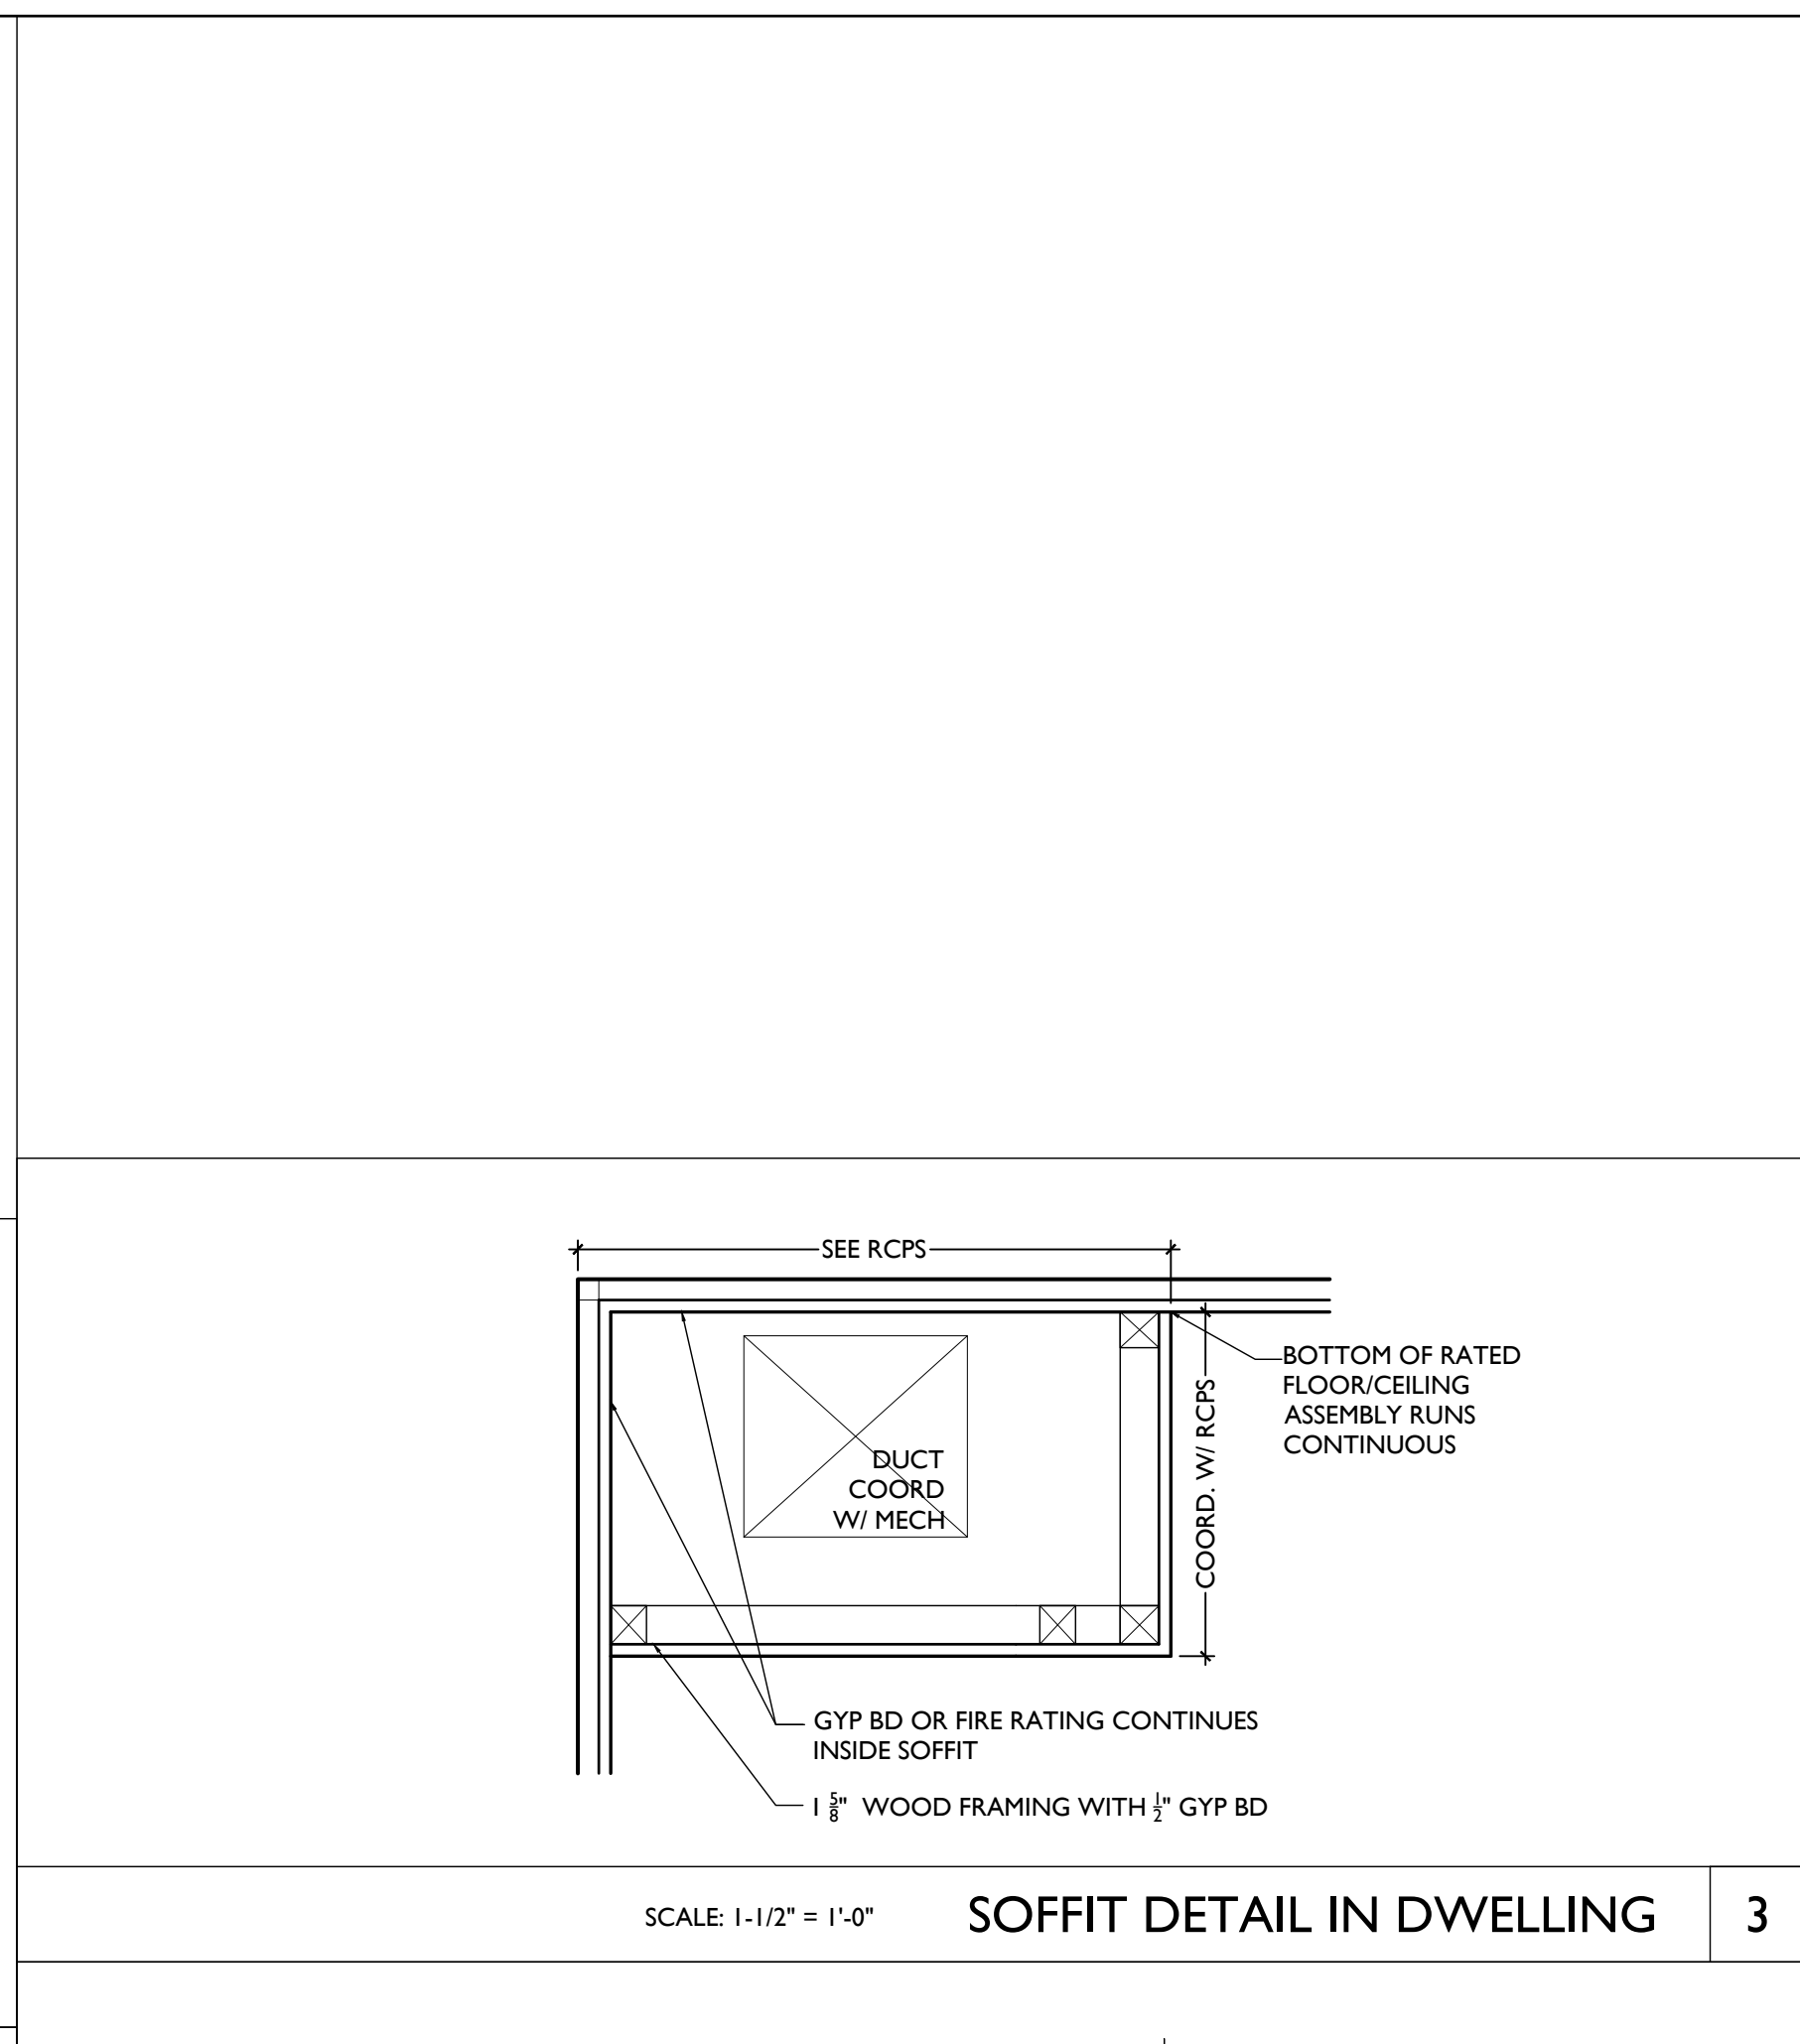 SEE RCPS
BOTTOM OF RATED
FLOOR/CEILING
ASSEMBLY RUNS
CONTINUOUS
COORD. W/ RCPS
DUCT
COORD
W/ MECH
GYP BD OR FIRE RATING CONTINUES
INSIDE SOFFIT
1 5/8" WOOD FRAMING WITH 1/2" GYP BD
SCALE: 1-1/2" = 1'-0"
SOFFIT DETAIL IN DWELLING
3